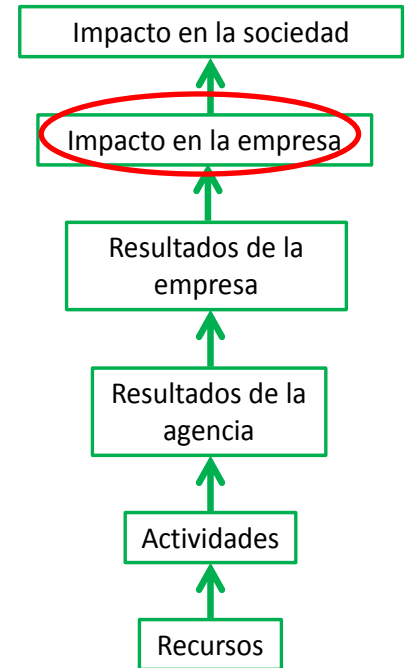 Impacto en la sociedad
Impacto en la empresa
Resultados de la
empresa
Resultados de la
agencia
Actividades
Recursos